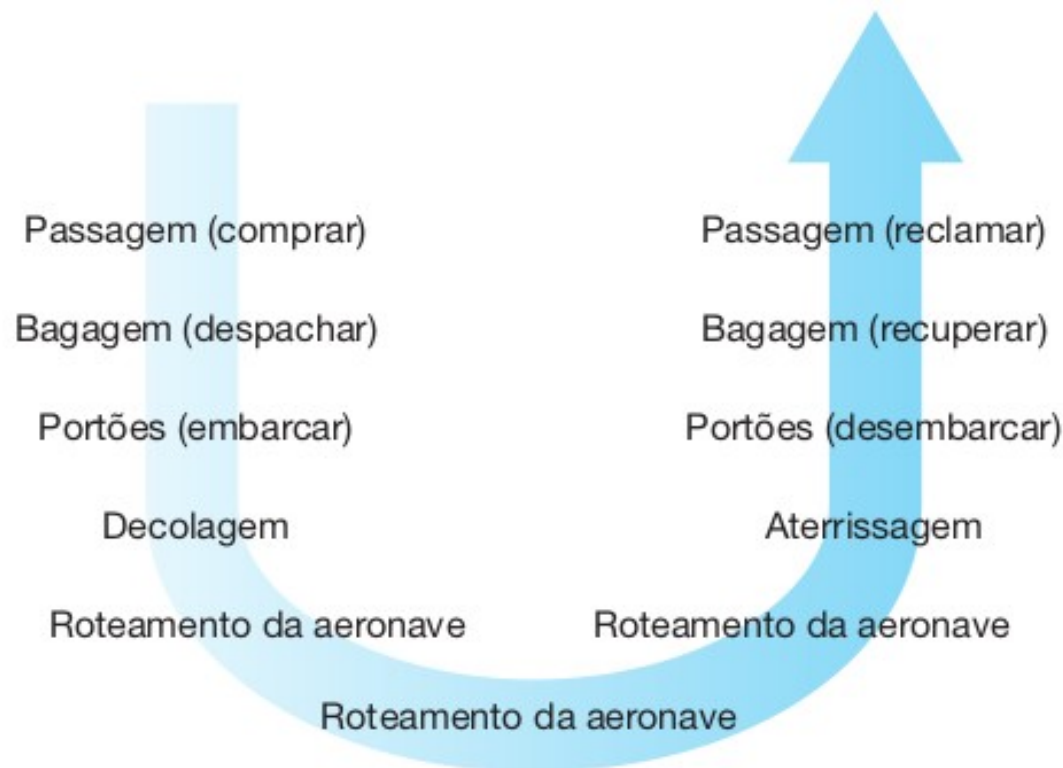 Passagem (comprar)
Bagagem (despachar)
Portões (embarcar)
Decolagem
Roteamento da aeronave
Roteamento da aeronave
Roteamento da aeronave
Aterrissagem
Portões (desembarcar)
Bagagem (recuperar)
Passagem (reclamar)